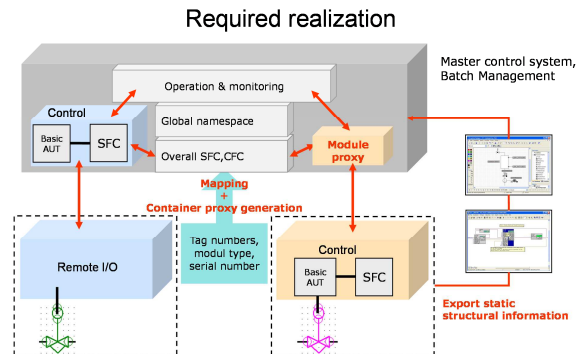 Required realization
Master control system,
Batch Management
Operation & monitoring
Control
Basic
AUT
SFC
Global namespace
Overall SFC,CFC
Module
proxy
Mapping
+
Container proxy generation
Tag numbers,
modul type,
serial number
Remote I/O
Control
Basic
AUT
SFC
Export static
structural information